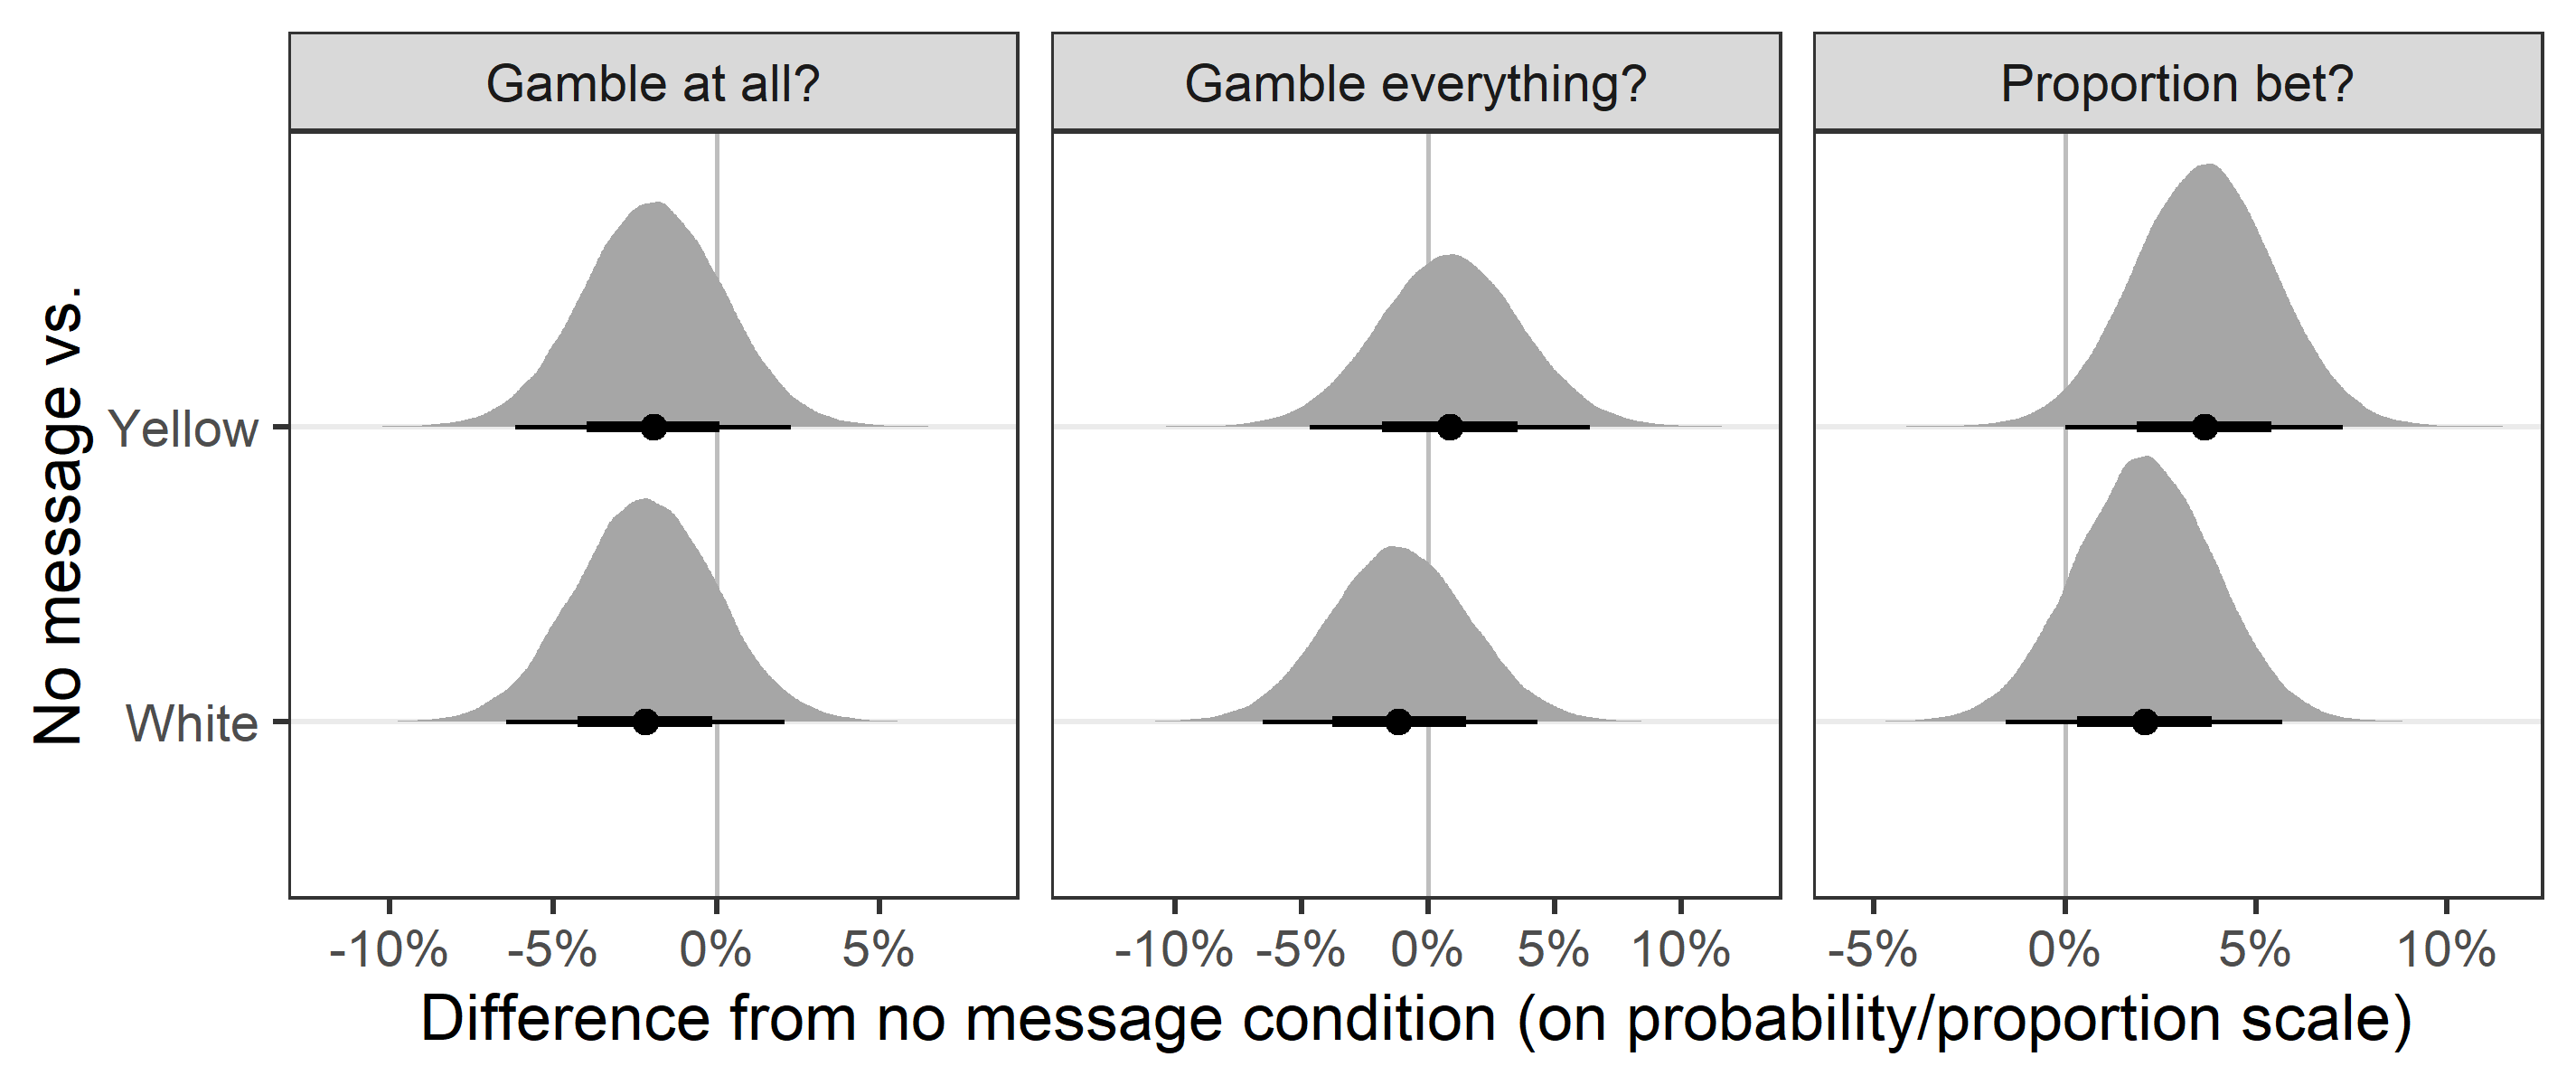 Gamble at all?
Gamble everything?
Proportion bet?
No message vs.
Yellow
White
-10% -5% 0% 5%
-10% -5% 0% 5% 10%
-5% 0% 5% 10%
Difference from no message condition (on probability/proportion scale)